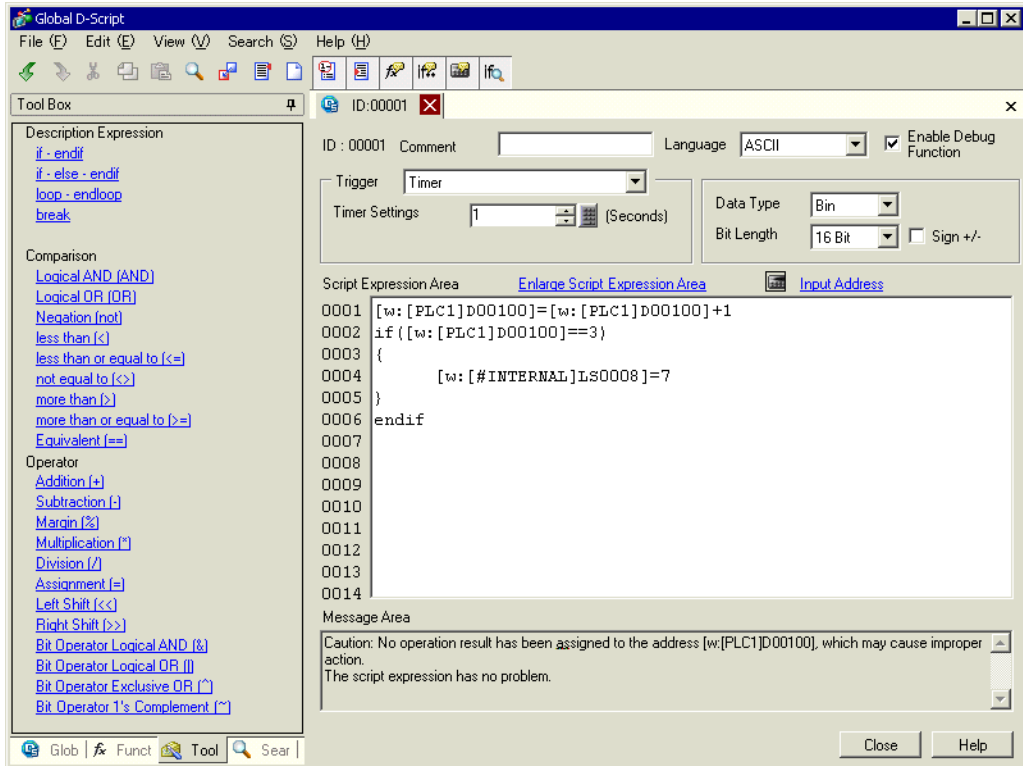 Global D-Script
File (F) Edit (E) View (V) Search (S) Help (H)
Tool Box
Description Expression
if - endif
if - else - endif
loop - endloop
break
Comparison
Logical AND (AND)
Logical OR (OR)
Negation (not)
less than (<)
less than or equal to (<=)
not equal to (<>)
more than (>)
more than or equal to (>=)
Equivalent (==)
Operator
Addition (+)
Subtraction (-)
Margin (%)
Multiplication (*)
Division (/)
Assignment (=)
Left Shift (<<)
Right Shift (>>)
Bit Operator Logical AND (&)
Bit Operator Logical OR (|)
Bit Operator Exclusive OR (^)
Bit Operator 1's Complement (~)
Glob Funct Tool Sear
ID:00001
ID : 00001 Comment Language ASCII Enable Debug
Function
Trigger Timer
Timer Settings 1 (Seconds)
Data Type Bin
Bit Length 16 Bit Sign +/-
Script Expression Area Enlarge Script Expression Area Input Address
0001 [w:[PLC1]D00100]=[w:[PLC1]D00100]+1
0002 if([w:[PLC1]D00100]==3)
0003 {
0004 [w:[#INTERNAL]LS0008]=7
0005 }
0006 endif
0007
0008
0009
0010
0011
0012
0013
0014
Message Area
Caution: No operation result has been assigned to the address [w:[PLC1]D00100], which may cause improper
action.
The script expression has no problem.
Close Help